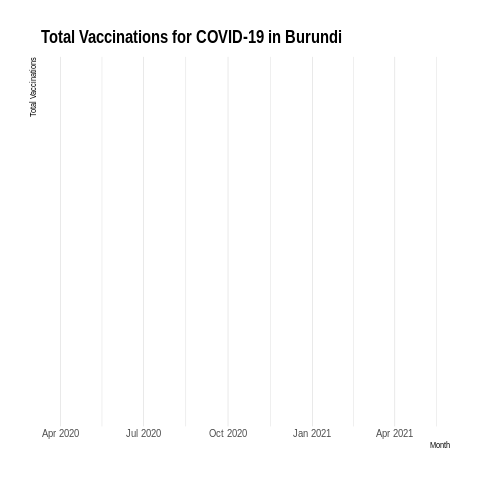 Total Vaccinations for COVID-19 in Burundi
Total Vaccinations
Apr 2020 Jul 2020 Oct 2020 Jan 2021 Apr 2021
Month